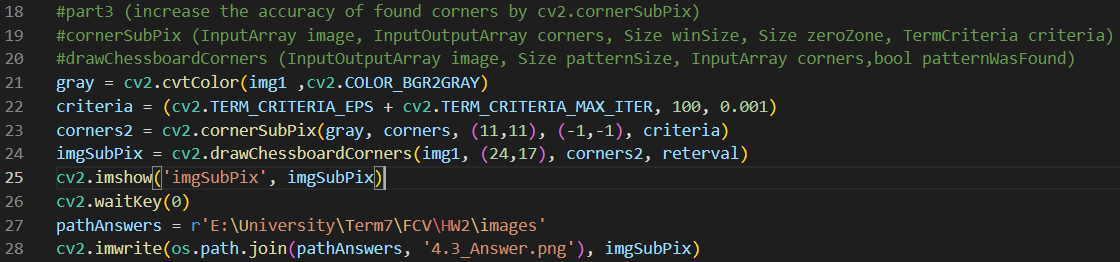 18 #part3 (increase the accuracy of found corners by cv2.cornerSubPix)
19 #cornerSubPix (InputArray image, InputOutputArray corners, Size winSize, Size zeroZone, TermCriteria criteria)
20 #drawChessboardCorners (InputOutputArray image, Size patternSize, InputArray corners,bool patternWasFound)
21 gray = cv2.cvtColor(img1 ,cv2.COLOR_BGR2GRAY)
22 criteria = (cv2.TERM_CRITERIA_EPS + cv2.TERM_CRITERIA_MAX_ITER, 100, 0.001)
23 corners2 = cv2.cornerSubPix(gray, corners, (11,11), (-1,-1), criteria)
24 imgSubPix = cv2.drawChessboardCorners(img1, (24,17), corners2, reterval)
25 cv2.imshow('imgSubPix', imgSubPix)
26 cv2.waitKey(0)
27 pathAnswers = r'E:\University\Term7\FCV\HW2\images'
28 cv2.imwrite(os.path.join(pathAnswers, '4.3_Answer.png'), imgSubPix)